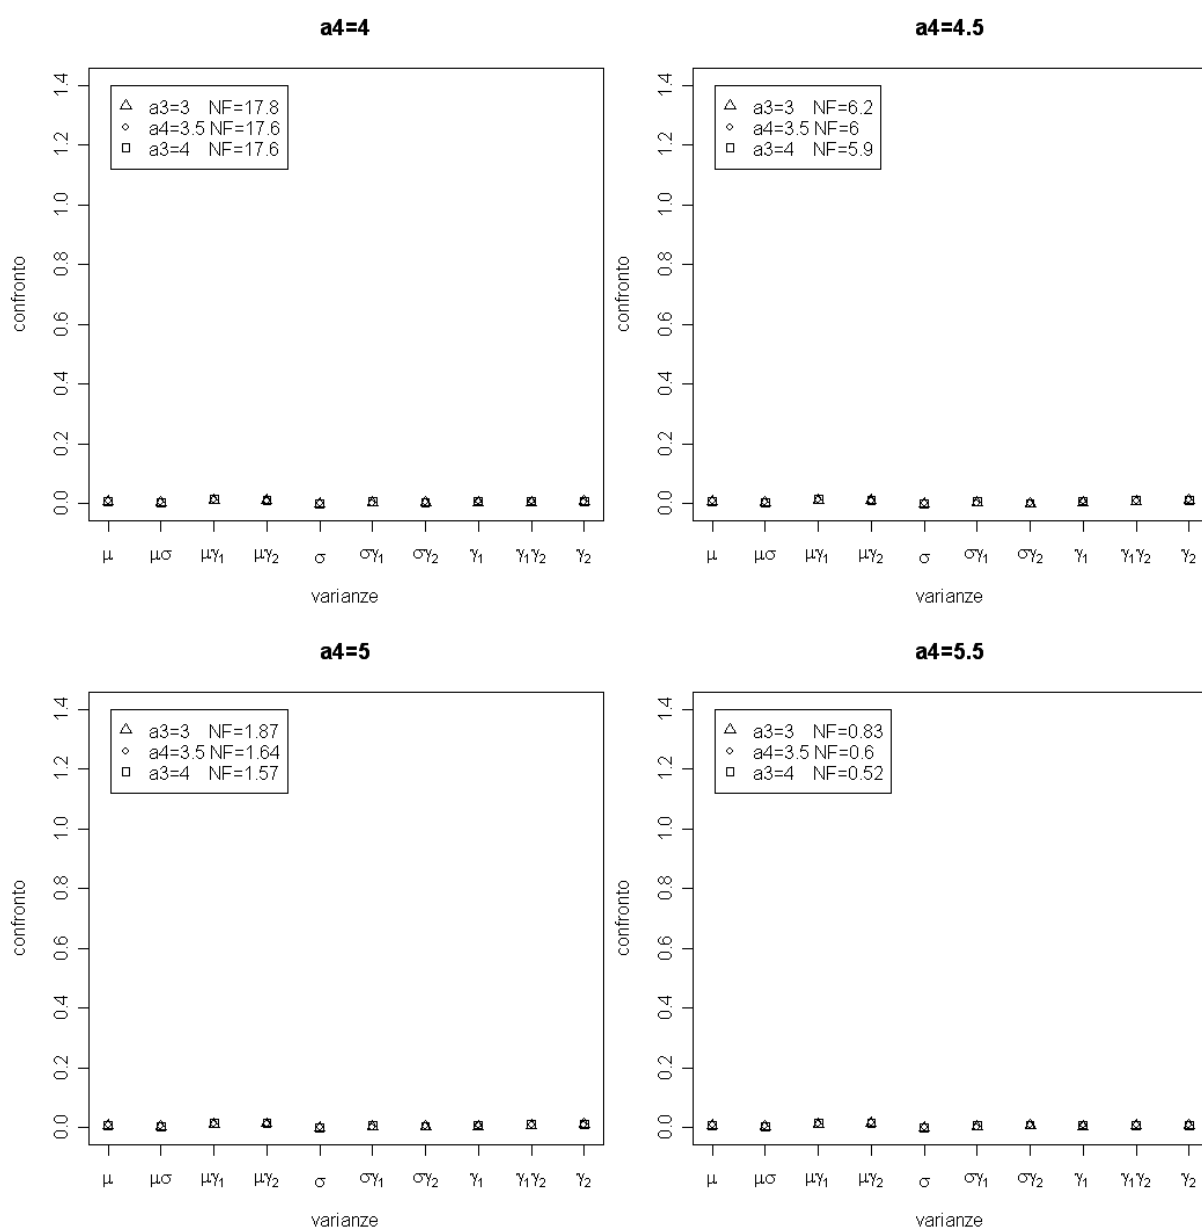 a4=4
1.4
1.2
1.0
0.8
0.6
0.4
0.2
0.0
confronto
a3=3 NF=17.8
a4=3.5 NF=17.6
a3=4 NF=17.6
μ μσ μγ1 μγ2 σ σγ1 σγ2 γ1 γ1γ2 γ2
varianze
a4=4.5
1.4
1.2
1.0
0.8
0.6
0.4
0.2
0.0
confronto
a3=3 NF=6.2
a4=3.5 NF=6
a3=4 NF=5.9
μ μσ μγ1 μγ2 σ σγ1 σγ2 γ1 γ1γ2 γ2
varianze
a4=5
1.4
1.2
1.0
0.8
0.6
0.4
0.2
0.0
confronto
a3=3 NF=1.87
a4=3.5 NF=1.64
a3=4 NF=1.57
μ μσ μγ1 μγ2 σ σγ1 σγ2 γ1 γ1γ2 γ2
varianze
a4=5.5
1.4
1.2
1.0
0.8
0.6
0.4
0.2
0.0
confronto
a3=3 NF=0.83
a4=3.5 NF=0.6
a3=4 NF=0.52
μ μσ μγ1 μγ2 σ σγ1 σγ2 γ1 γ1γ2 γ2
varianze